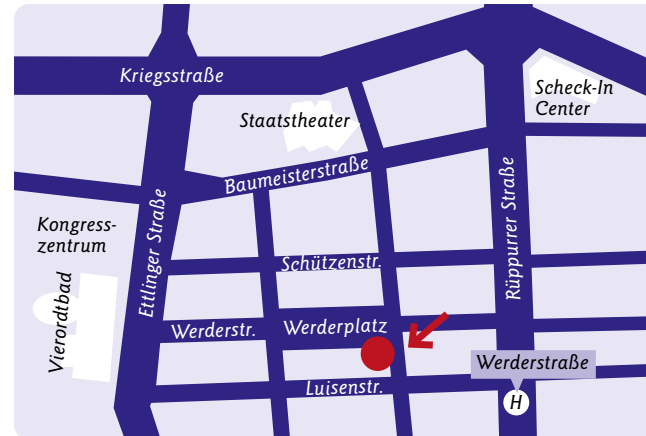 Kriegsstraße
Scheck-In
Center
Staatstheater
Baumeisterstraße
Kongress-
zentrum
Ettlinger Straße
Rüppurrer Straße
Vierordtbad
Schützenstr.
Werderstr.
Werderplatz
Werderstraße
Luisenstr.
H